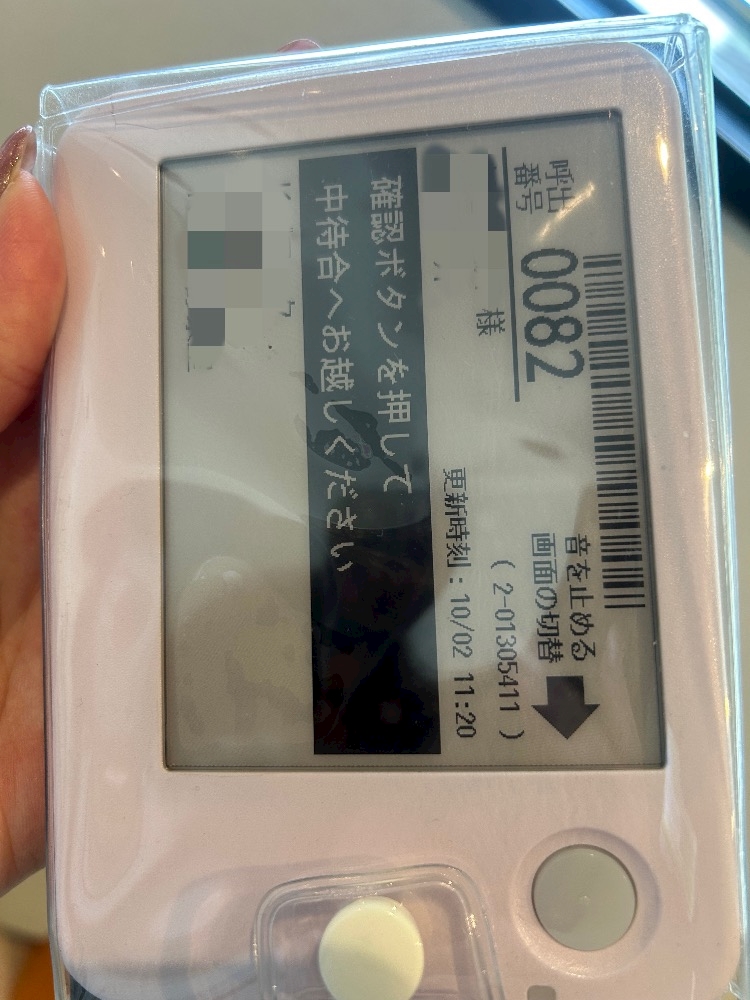 呼出
番号
0082
音を止める
画面の切替
様
( 2-01305411 )
更新時刻 : 10/02 11:20
確認ボタンを押して
中待合へお越しください